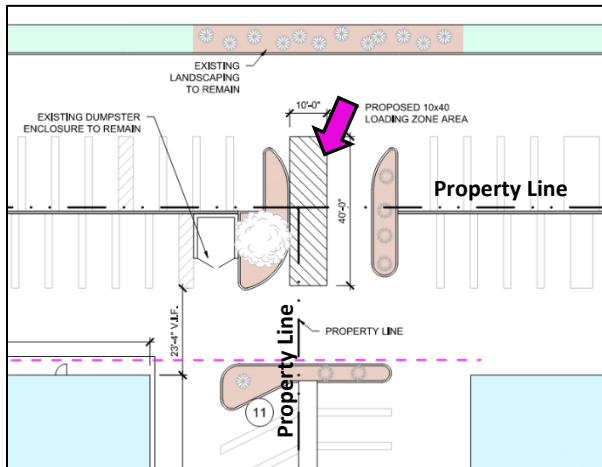 EXISTING
LANDSCAPING
TO REMAIN
10'-0"
PROPOSED 10x40
LOADING ZONE AREA
EXISTING DUMPSTER
ENCLOSURE TO REMAIN
Property Line
40'-0"
23'-4" V.I.F.
Property Line
PROPERTY LINE
11